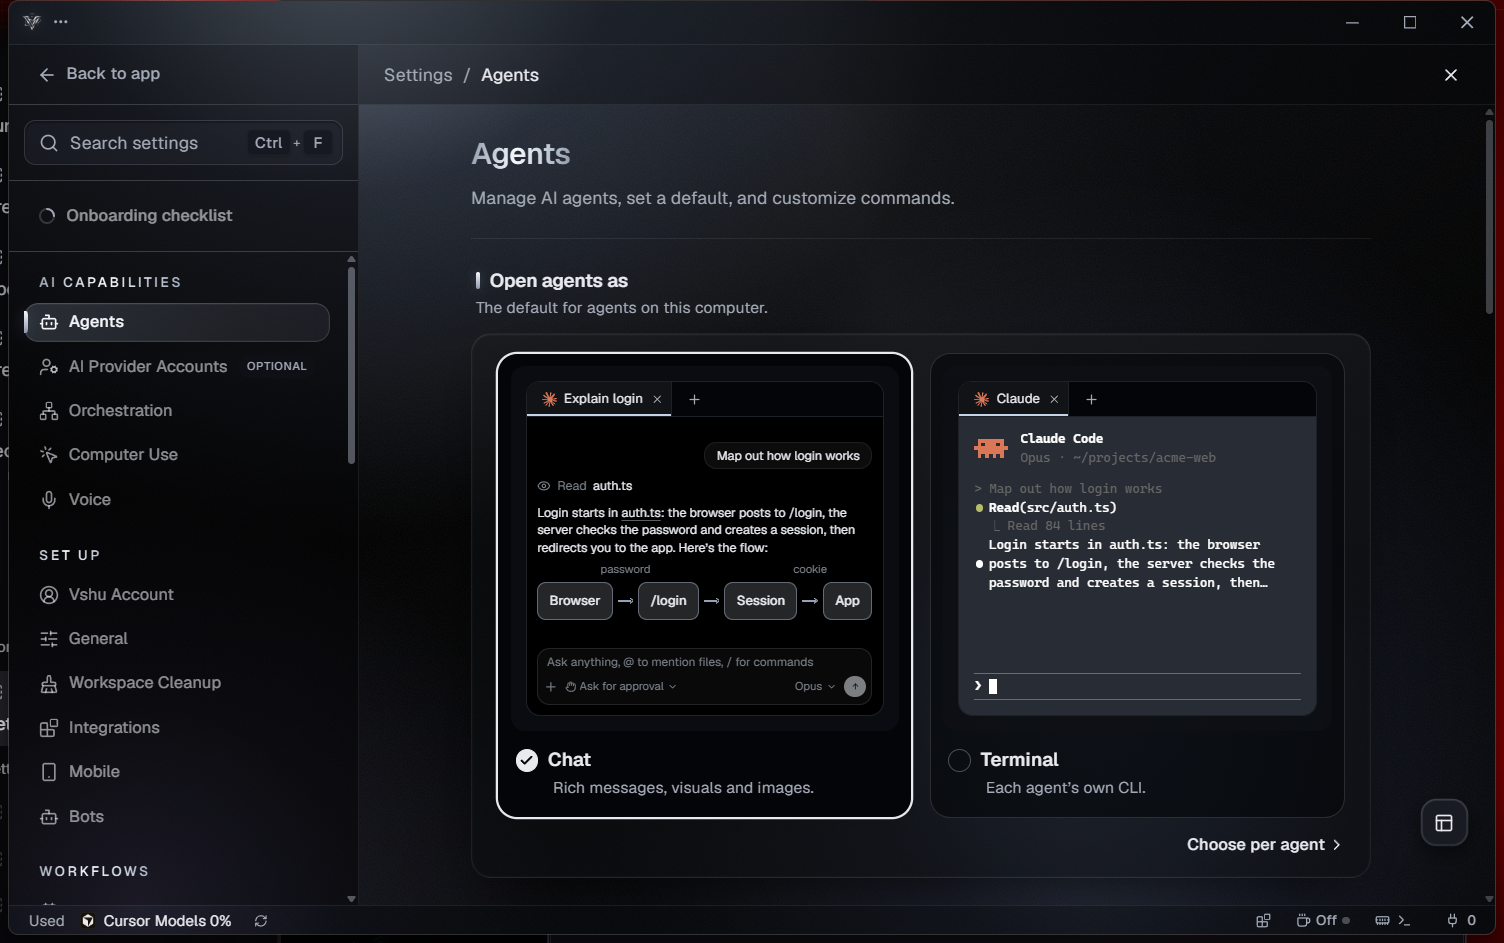 Back to app
Settings / Agents
Search settings Ctrl + F
Onboarding checklist
AI CAPABILITIES
Agents
AI Provider Accounts OPTIONAL
Orchestration
Computer Use
Voice
SET UP
Vshu Account
General
Workspace Cleanup
Integrations
Mobile
Bots
WORKFLOWS
Agents
Manage AI agents, set a default, and customize commands.
Open agents as
The default for agents on this computer.
Explain login
Map out how login works
Read auth.ts
Login starts in auth.ts: the browser posts to /login, the
server checks the password and creates a session, then
redirects you to the app. Here's the flow:
password cookie
Browser /login Session App
Ask anything, @ to mention files, / for commands
Ask for approval Opus
Chat
Rich messages, visuals and images.
Claude
Claude Code
Opus · ~/projects/acme-web
> Map out how login works
Read(src/auth.ts)
Read 84 lines
Login starts in auth.ts: the browser
posts to /login, the server checks the
password and creates a session, then…
Terminal
Each agent's own CLI.
Choose per agent
Used Cursor Models 0% Off 0